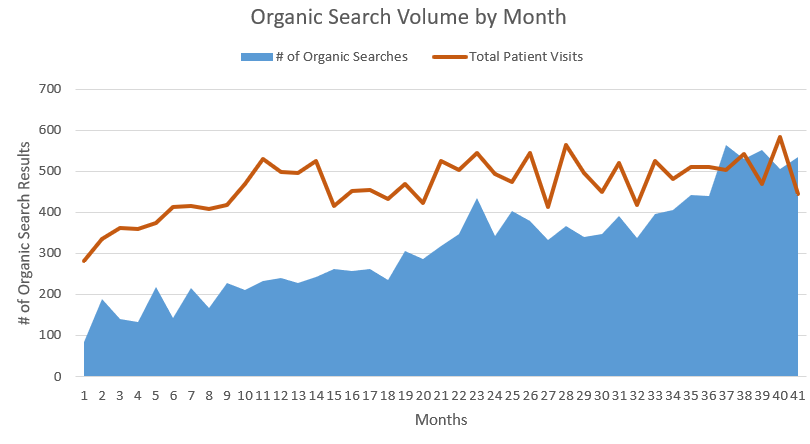 Organic Search Volume by Month
# of Organic Searches Total Patient Visits
700
600
500
400
300
200
100
0
# of Organic Search Results
1 2 3 4 5 6 7 8 9 10 11 12 13 14 15 16 17 18 19 20 21 22 23 24 25 26 27 28 29 30 31 32 33 34 35 36 37 38 39 40 41
Months